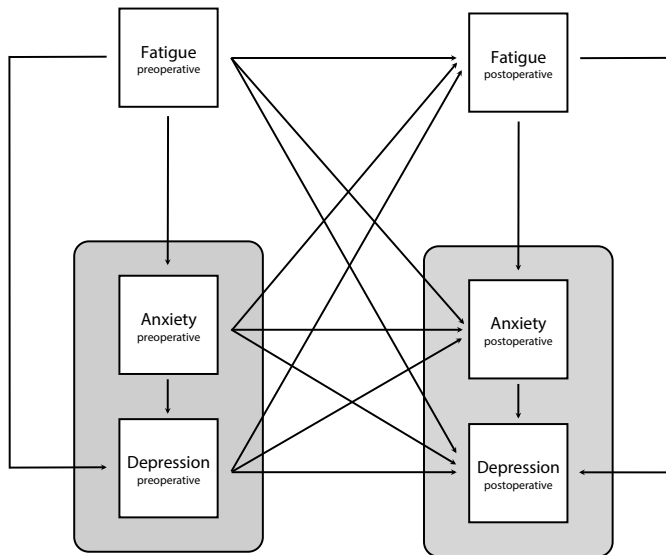 Fatigue
preoperative
Fatigue
postoperative
Anxiety
preoperative
Anxiety
postoperative
Depression
preoperative
Depression
postoperative